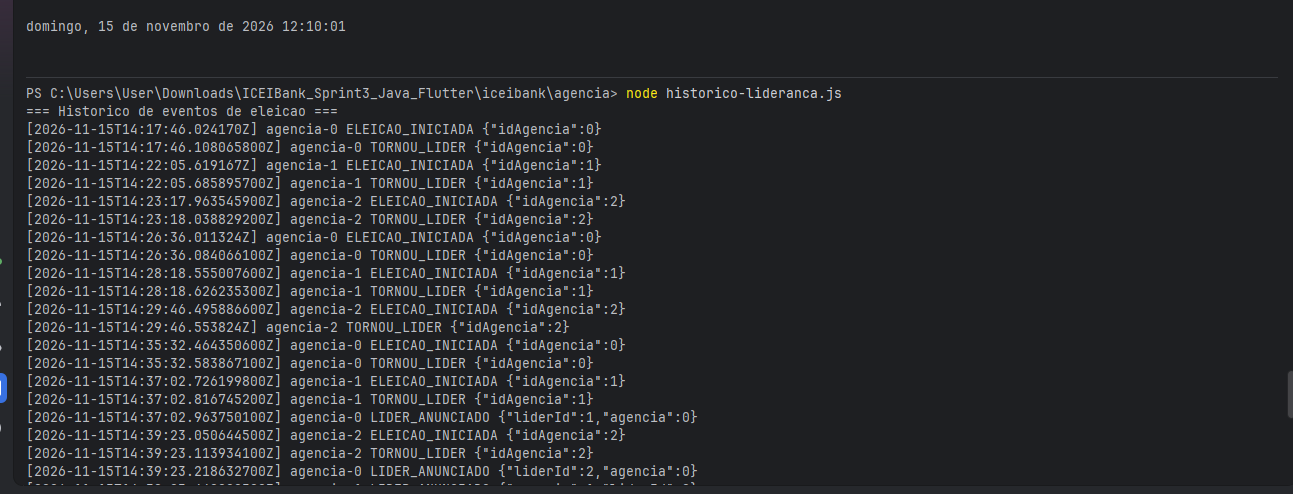 domingo, 15 de novembro de 2026 12:10:01
PS C:\Users\User\Downloads\ICEIBank_Sprint3_Java_Flutter\iceibank\agencia> node historico-lideranca.js
=== Historico de eventos de eleicao ===
[2026-11-15T14:17:46.024170Z] agencia-0 ELEICAO_INICIADA {"idAgencia":0}
[2026-11-15T14:17:46.108065800Z] agencia-0 TORNOU_LIDER {"idAgencia":0}
[2026-11-15T14:22:05.619167Z] agencia-1 ELEICAO_INICIADA {"idAgencia":1}
[2026-11-15T14:22:05.685895700Z] agencia-1 TORNOU_LIDER {"idAgencia":1}
[2026-11-15T14:23:17.963545900Z] agencia-2 ELEICAO_INICIADA {"idAgencia":2}
[2026-11-15T14:23:18.038829200Z] agencia-2 TORNOU_LIDER {"idAgencia":2}
[2026-11-15T14:26:36.011324Z] agencia-0 ELEICAO_INICIADA {"idAgencia":0}
[2026-11-15T14:26:36.084066100Z] agencia-0 TORNOU_LIDER {"idAgencia":0}
[2026-11-15T14:28:18.555007600Z] agencia-1 ELEICAO_INICIADA {"idAgencia":1}
[2026-11-15T14:28:18.626235300Z] agencia-1 TORNOU_LIDER {"idAgencia":1}
[2026-11-15T14:29:46.495886600Z] agencia-2 ELEICAO_INICIADA {"idAgencia":2}
[2026-11-15T14:29:46.553824Z] agencia-2 TORNOU_LIDER {"idAgencia":2}
[2026-11-15T14:35:32.464350600Z] agencia-0 ELEICAO_INICIADA {"idAgencia":0}
[2026-11-15T14:35:32.583867100Z] agencia-0 TORNOU_LIDER {"idAgencia":0}
[2026-11-15T14:37:02.726199800Z] agencia-1 ELEICAO_INICIADA {"idAgencia":1}
[2026-11-15T14:37:02.816745200Z] agencia-1 TORNOU_LIDER {"idAgencia":1}
[2026-11-15T14:37:02.963750100Z] agencia-0 LIDER_ANUNCIADO {"liderId":1,"agencia":0}
[2026-11-15T14:39:23.050644500Z] agencia-2 ELEICAO_INICIADA {"idAgencia":2}
[2026-11-15T14:39:23.113934100Z] agencia-2 TORNOU_LIDER {"idAgencia":2}
[2026-11-15T14:39:23.218632700Z] agencia-0 LIDER_ANUNCIADO {"liderId":2,"agencia":0}